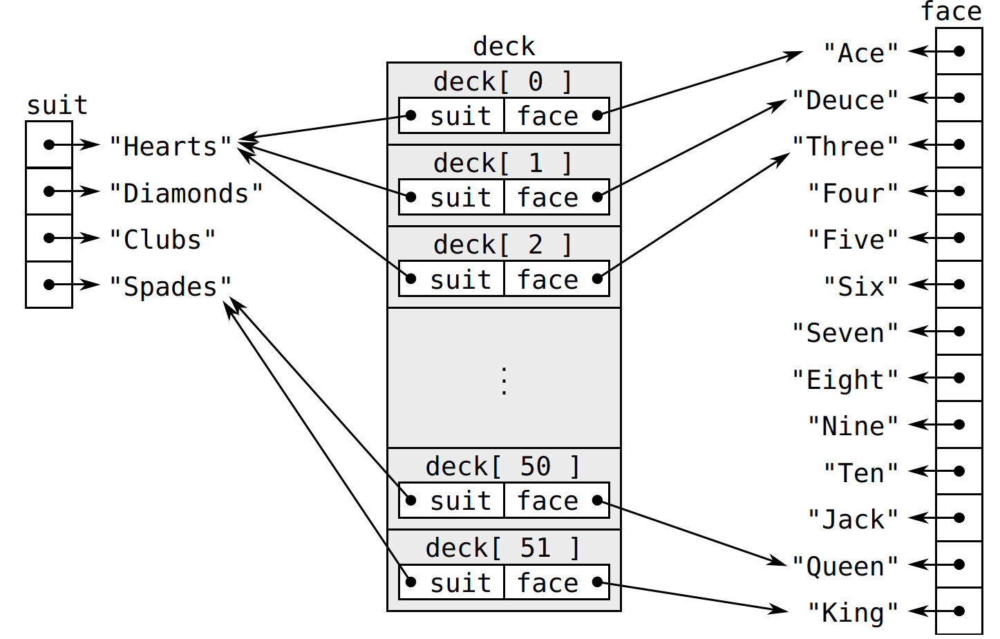 suit
"Hearts"
"Diamonds"
"Clubs"
"Spades"
deck
deck[ 0 ]
suit face
deck[ 1 ]
suit face
deck[ 2 ]
suit face
.
.
.
deck[ 50 ]
suit face
deck[ 51 ]
suit face
face
"Ace"
"Deuce"
"Three"
"Four"
"Five"
"Six"
"Seven"
"Eight"
"Nine"
"Ten"
"Jack"
"Queen"
"King"